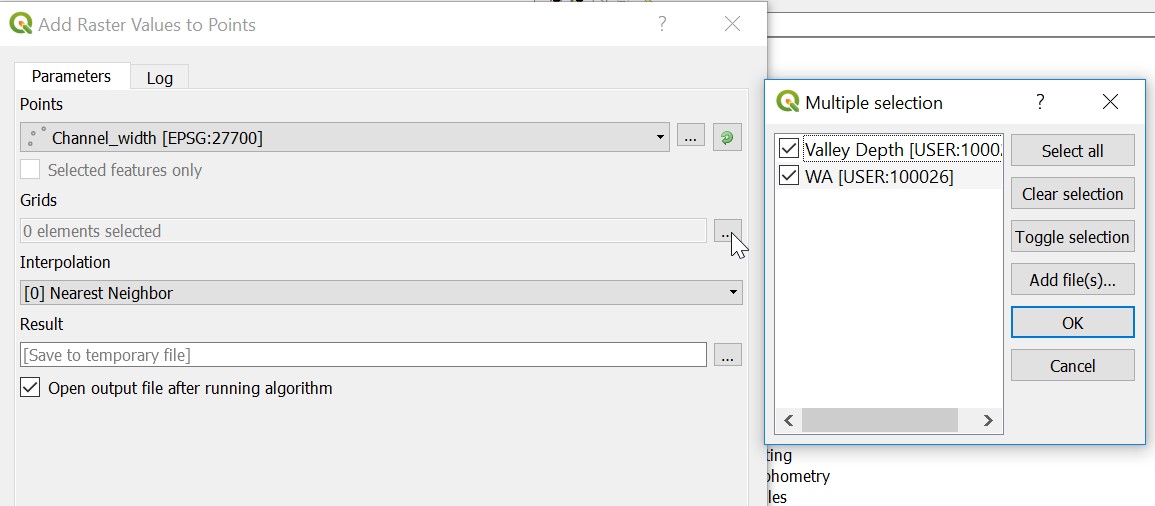 Add Raster Values to Points
?
Parameters
Log
Points
Channel_width [EPSG:27700]
...
Selected features only
Grids
0 elements selected
...
Interpolation
[0] Nearest Neighbor
Result
[Save to temporary file]
...
Open output file after running algorithm
Multiple selection
?
Valley Depth [USER:1000
WA [USER:100026]
Select all
Clear selection
Toggle selection
Add file(s)...
OK
Cancel
ting
phometry
les